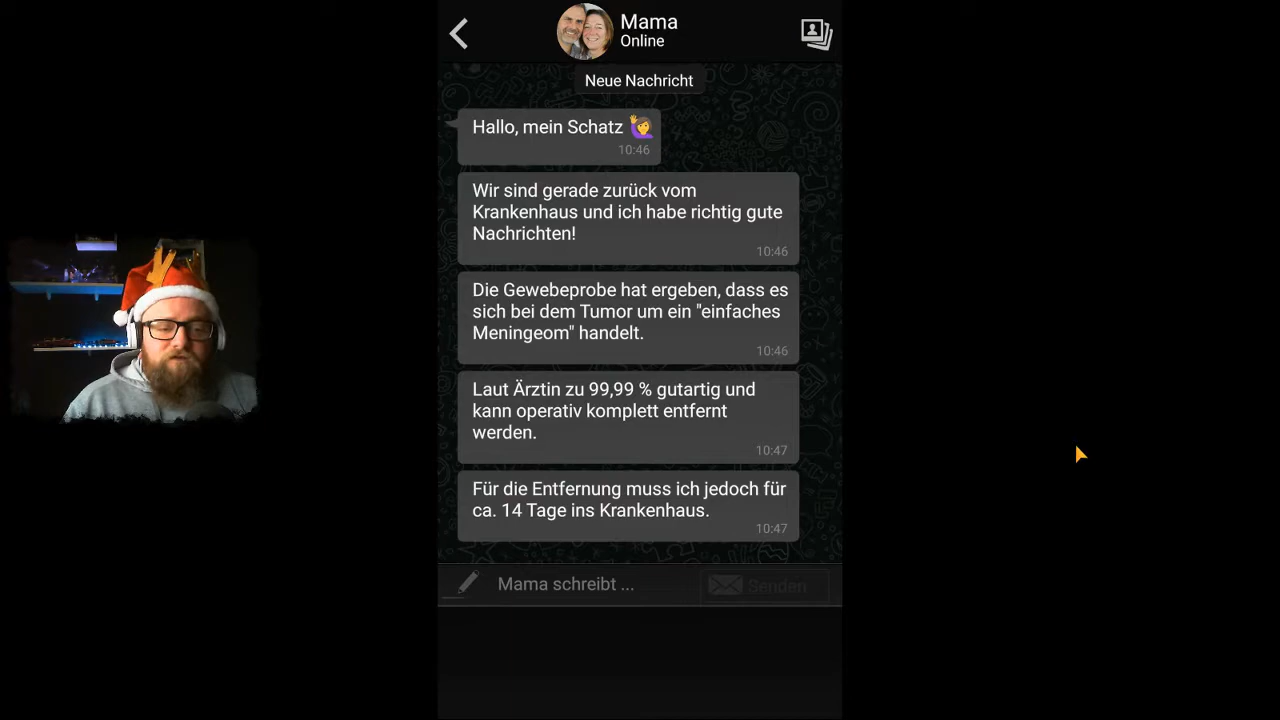 Mama
Online
Neue Nachricht
Hallo, mein Schatz 🙋‍♀️
10:46
Wir sind gerade zurück vom
Krankenhaus und ich habe richtig gute
Nachrichten!
10:46
Die Gewebeprobe hat ergeben, dass es
sich bei dem Tumor um ein "einfaches
Meningeom" handelt.
10:46
Laut Ärztin zu 99,99 % gutartig und
kann operativ komplett entfernt
werden.
10:47
Für die Entfernung muss ich jedoch für
ca. 14 Tage ins Krankenhaus.
10:47
Mama schreibt ... Senden